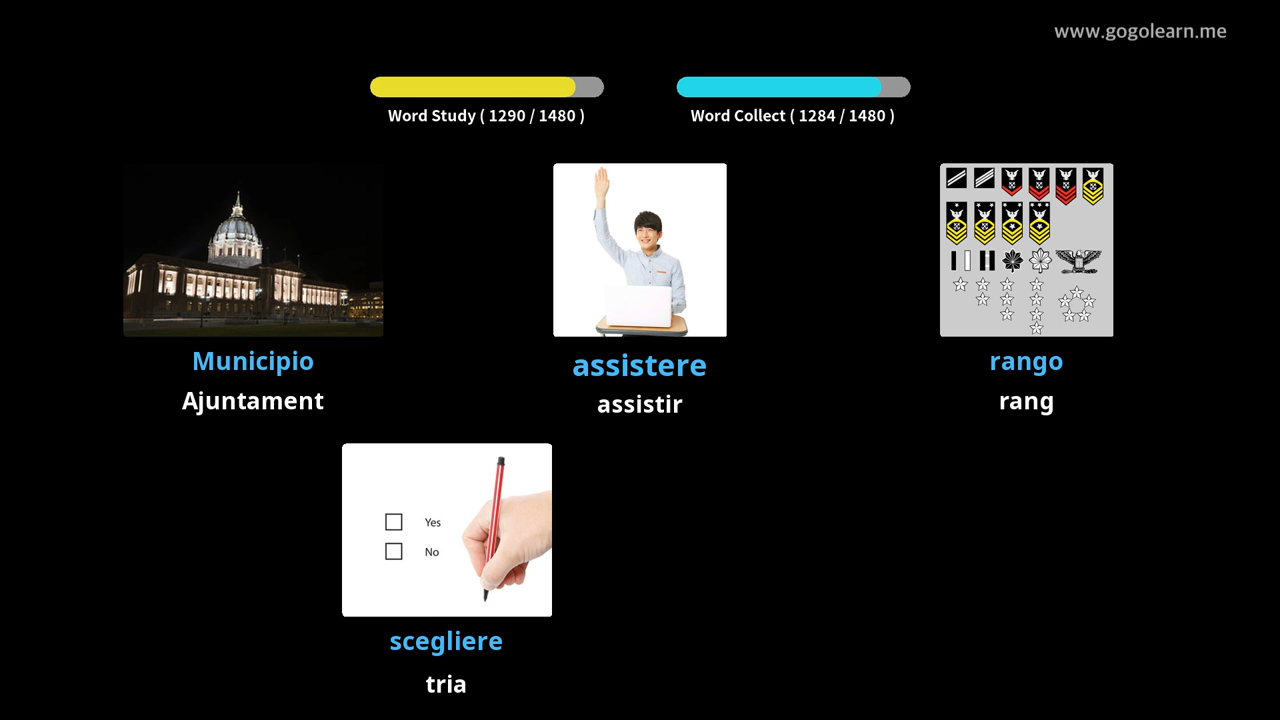 www.gogolearn.me
Word Study ( 1290 / 1480 )
Word Collect ( 1284 / 1480 )
Municipio
Ajuntament
assistere
assistir
rango
rang
Yes
No
scegliere
tria